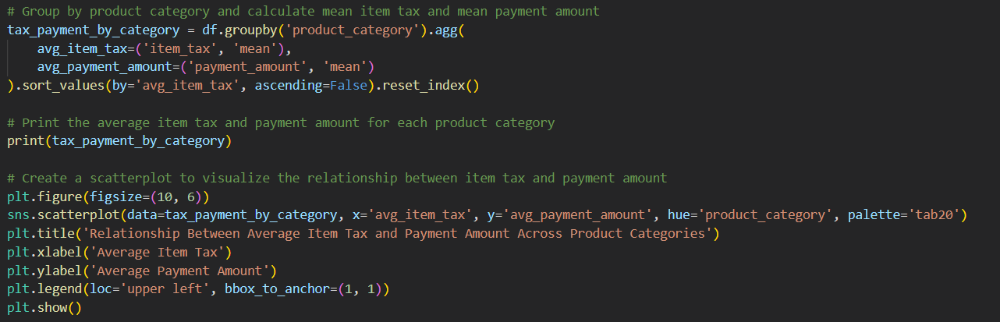 # Group by product category and calculate mean item tax and mean payment amount
tax_payment_by_category = df.groupby('product_category').agg(
    avg_item_tax=('item_tax', 'mean'),
    avg_payment_amount=('payment_amount', 'mean')
).sort_values(by='avg_item_tax', ascending=False).reset_index()

# Print the average item tax and payment amount for each product category
print(tax_payment_by_category)

# Create a scatterplot to visualize the relationship between item tax and payment amount
plt.figure(figsize=(10, 6))
sns.scatterplot(data=tax_payment_by_category, x='avg_item_tax', y='avg_payment_amount', hue='product_category', palette='tab20')
plt.title('Relationship Between Average Item Tax and Payment Amount Across Product Categories')
plt.xlabel('Average Item Tax')
plt.ylabel('Average Payment Amount')
plt.legend(loc='upper left', bbox_to_anchor=(1, 1))
plt.show()